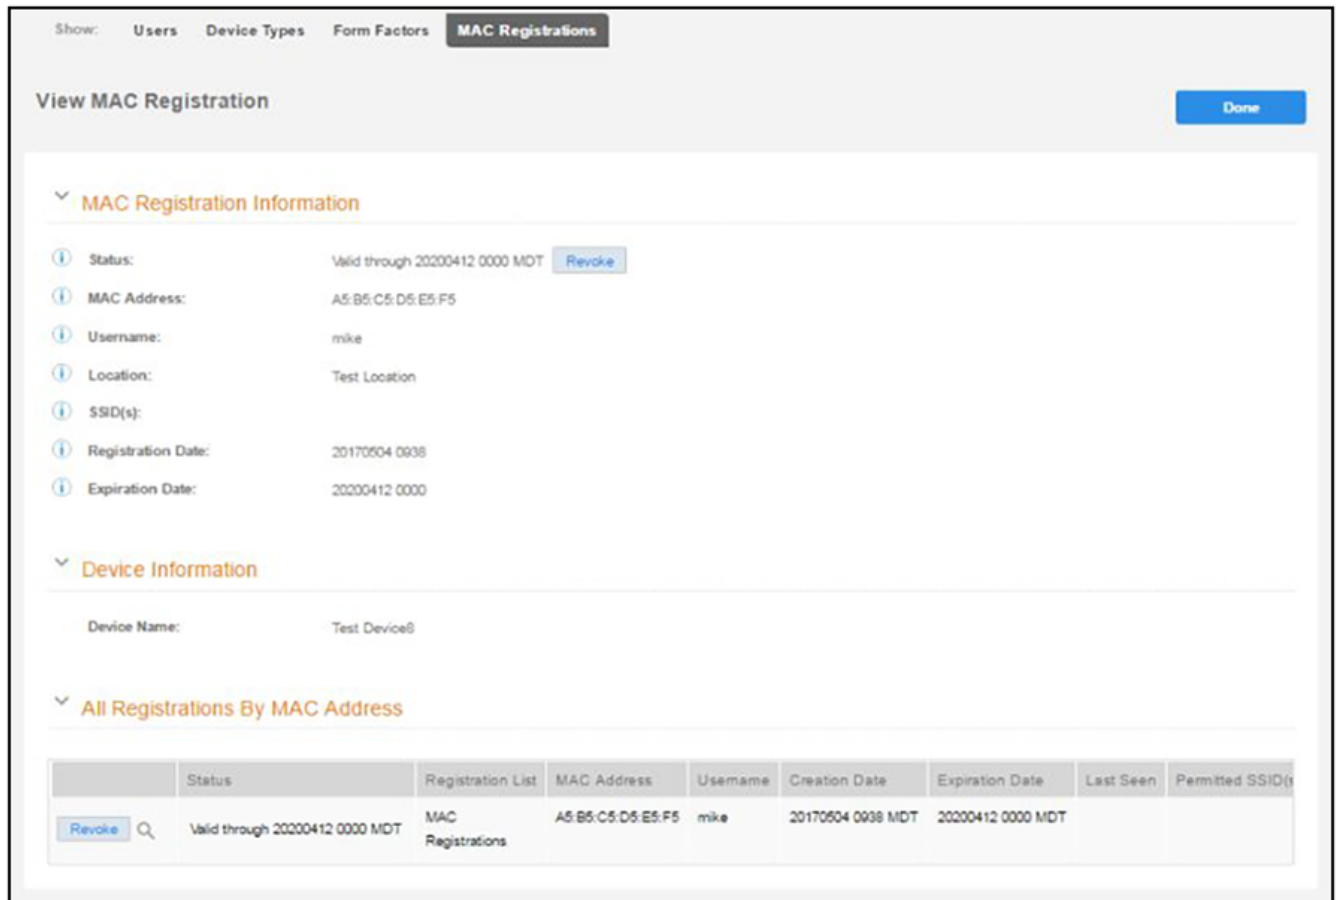 Show: Users Device Types Form Factors MAC Registrations
View MAC Registration
Done
MAC Registration Information
Status: Valid through 20200412 0000 MDT Revoke
MAC Address: A5:B5:C5:D5:E5:F5
Username: mike
Location: Test Location
SSID(s):
Registration Date: 20170504 0938
Expiration Date: 20200412 0000
Device Information
Device Name: Test Device6
All Registrations By MAC Address
Status Registration List MAC Address Username Creation Date Expiration Date Last Seen Permitted SSID(s
Revoke Valid through 20200412 0000 MDT MAC A5:B5:C5:D5:E5:F5 mike 20170504 0938 MDT 20200412 0000 MDT
Registrations